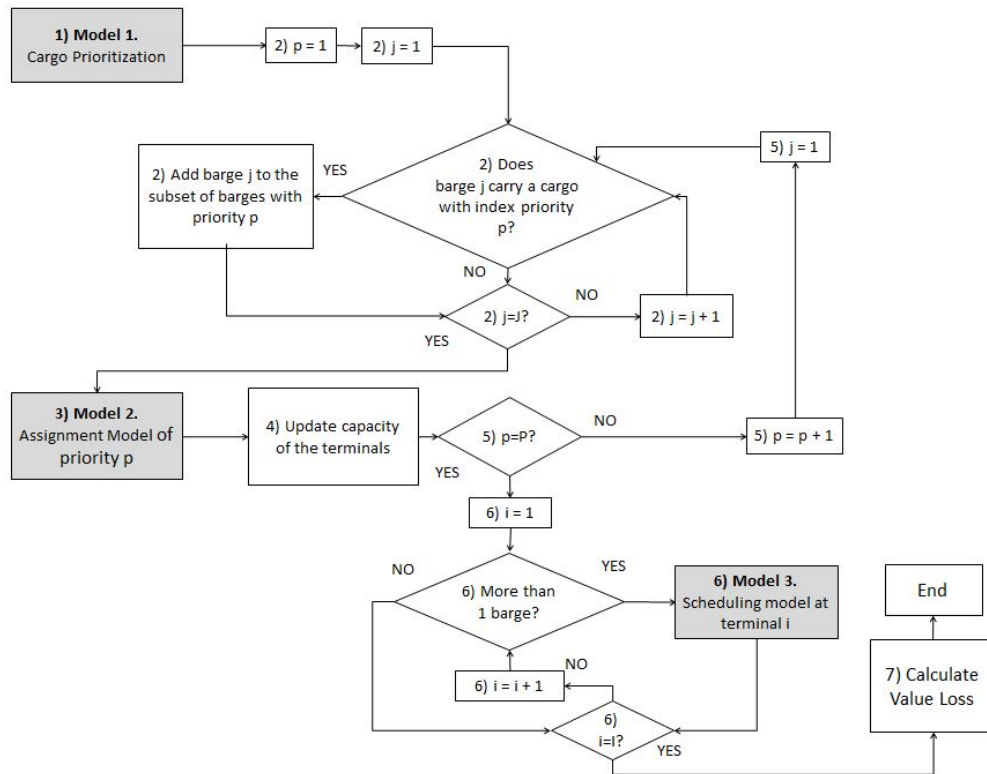 1) Model 1.
Cargo Prioritization
2) p = 1
2) j = 1
5) j = 1
2) Add barge j to the
subset of barges with
priority p
YES
2) Does
barge j carry a cargo
with index priority
p?
NO
2) j=J?
NO
2) j = j + 1
YES
3) Model 2.
Assignment Model of
priority p
4) Update capacity
of the terminals
5) p=P?
NO
5) p = p + 1
YES
6) i = 1
NO
6) More than
1 barge?
YES
6) Model 3.
Scheduling model at
terminal i
End
6) i = i + 1
NO
7) Calculate
Value Loss
6)
i=I?
YES